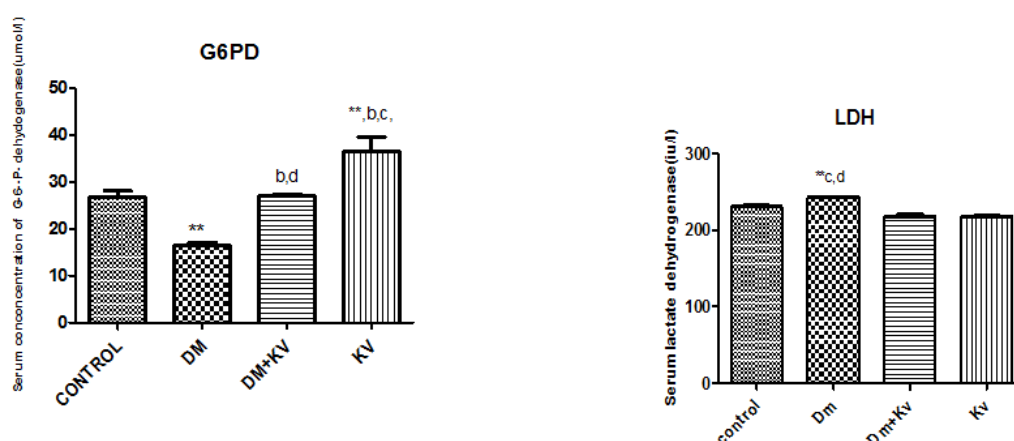 G6PD
Serum conconcentration of G-6--P- dehydogenase(umol/l)
50
40
30
20
10
0
**
b,d
**,b,c,
CONTROL
DM
DM+KV
KV
LDH
Serum lactate dehydrogenase(iu/l)
300
200
100
0
**c,d
control
Dm
Dm+Kv
Kv